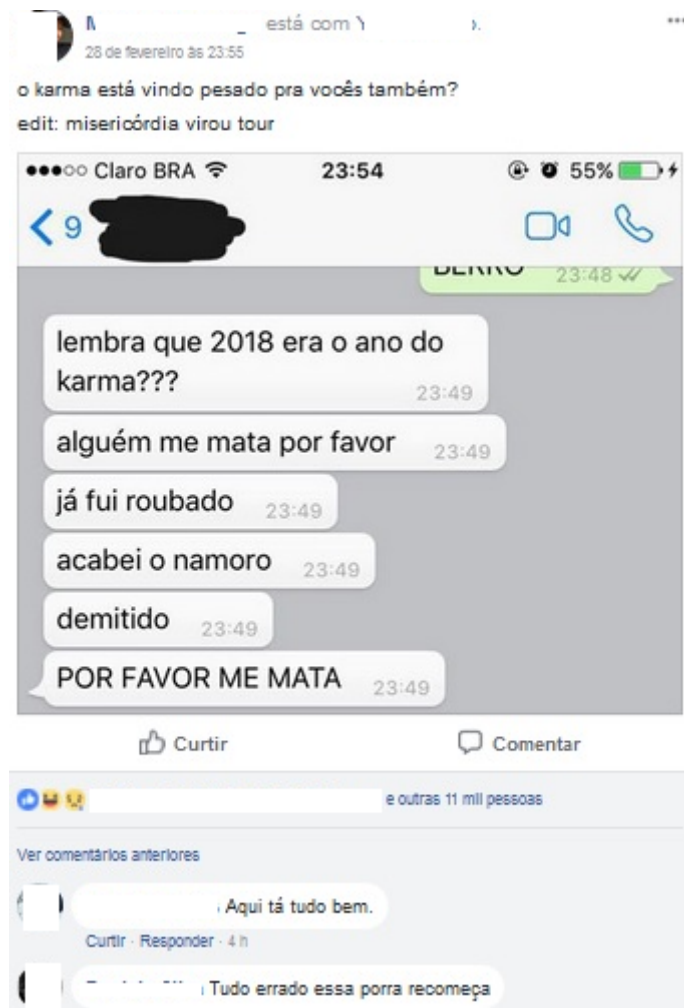 está com
28 de fevereiro às 23:55
o karma está vindo pesado pra vocês também?
edit: misericórdia virou tour
Claro BRA 23:54 55%
9
BERRO 23:48
lembra que 2018 era o ano do
karma???
23:49
alguém me mata por favor 23:49
já fui roubado 23:49
acabei o namoro 23:49
demitido 23:49
POR FAVOR ME MATA 23:49
Curtir Comentar
e outras 11 mil pessoas
Ver comentários anteriores
Aqui tá tudo bem.
Curtir · Responder · 4 h
Tudo errado essa porra recomeça